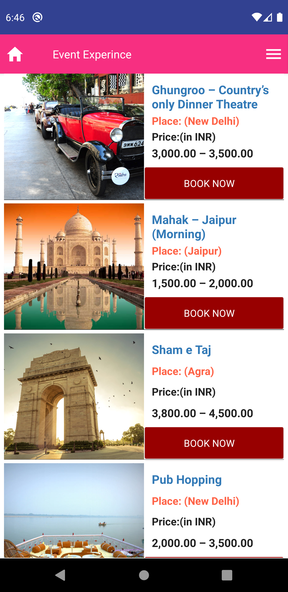 6:46
Event Experince
Ghungroo – Country's
only Dinner Theatre
Place: (New Delhi)
Price:(in INR)
3,000.00 – 3,500.00
BOOK NOW
Mahak – Jaipur
(Morning)
Place: (Jaipur)
Price:(in INR)
1,500.00 – 2,000.00
BOOK NOW
Sham e Taj
Place: (Agra)
Price:(in INR)
3,800.00 – 4,500.00
BOOK NOW
Pub Hopping
Place: (New Delhi)
Price:(in INR)
2,000.00 – 3,500.00